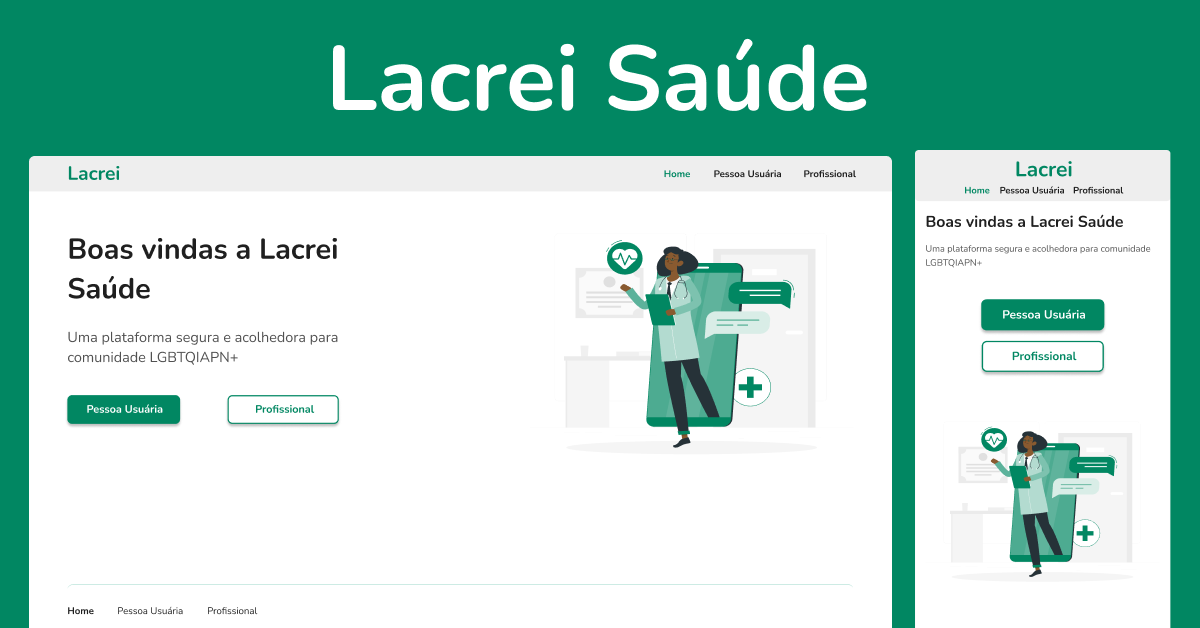 Lacrei Saúde
Lacrei
Home Pessoa Usuária Profissional
Boas vindas a Lacrei
Saúde
Uma plataforma segura e acolhedora para
comunidade LGBTQIAPN+
Pessoa Usuária Profissional
Home Pessoa Usuária Profissional
Lacrei
Home Pessoa Usuária Profissional
Boas vindas a Lacrei Saúde
Uma plataforma segura e acolhedora para comunidade
LGBTQIAPN+
Pessoa Usuária
Profissional